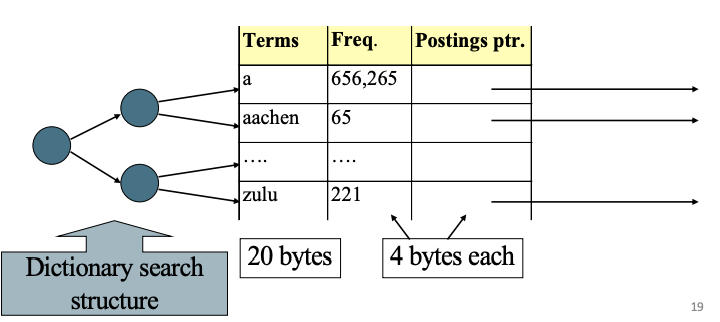 Terms Freq. Postings ptr.
a 656,265
aachen 65
.... ....
zulu 221
20 bytes 4 bytes each
Dictionary search
structure
19